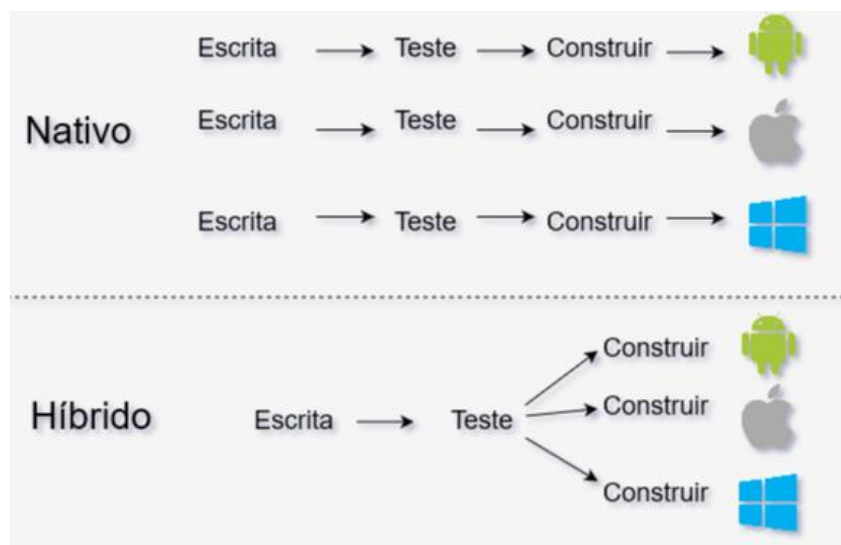 Escrita Teste Construir
Nativo
Escrita Teste Construir
Escrita Teste Construir
Construir
Híbrido
Escrita Teste
Construir
Construir